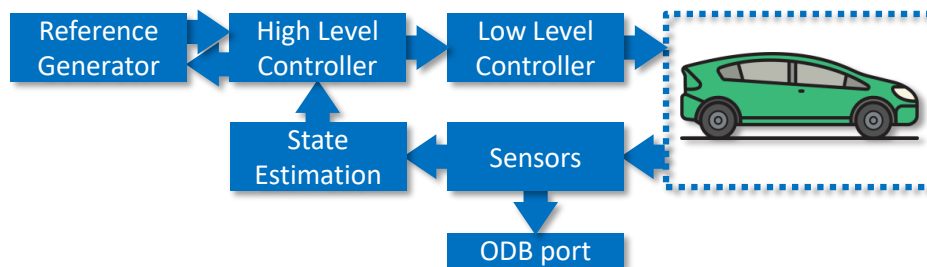 Reference
Generator
High Level
Controller
Low Level
Controller
State
Estimation
Sensors
ODB port